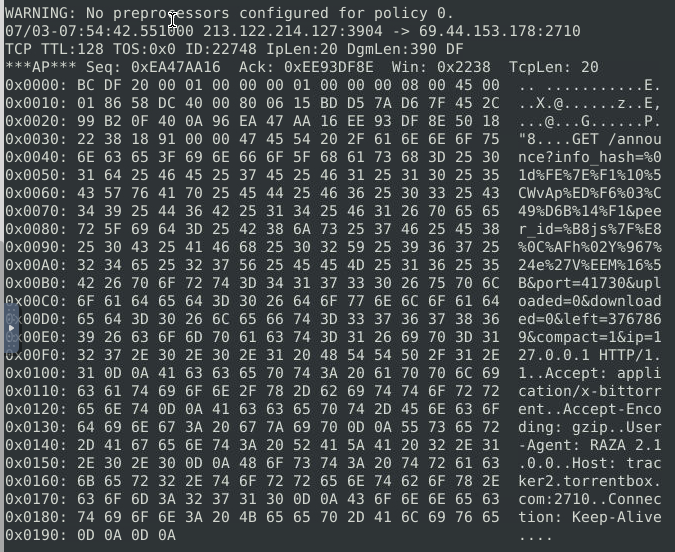 WARNING: No preprocessors configured for policy 0.
07/03-07:54:42.551000 213.122.214.127:3904 -> 69.44.153.178:2710
TCP TTL:128 TOS:0x0 ID:22748 IpLen:20 DgmLen:390 DF
***AP*** Seq: 0xEA47AA16  Ack: 0xEE93DF8E  Win: 0x2238  TcpLen: 20
0x0000: BC DF 20 00 01 00 00 00 01 00 00 00 08 00 45 00  .. ...........E.
0x0010: 01 86 58 DC 40 00 80 06 15 BD D5 7A D6 7F 45 2C  ..X.@......z..E,
0x0020: 99 B2 0F 40 0A 96 EA 47 AA 16 EE 93 DF 8E 50 18  ...@...G......P.
0x0030: 22 38 18 91 00 00 47 45 54 20 2F 61 6E 6E 6F 75  "8....GET /annou
0x0040: 6E 63 65 3F 69 6E 66 6F 5F 68 61 73 68 3D 25 30  nce?info_hash=%0
0x0050: 31 64 25 46 45 25 37 45 25 46 31 25 31 30 25 35  1d%FE%7E%F1%10%5
0x0060: 43 57 76 41 70 25 45 44 25 46 36 25 30 33 25 43  CWvAp%ED%F6%03%C
0x0070: 34 39 25 44 36 42 25 31 34 25 46 31 26 70 65 65  49%D6B%14%F1&pee
0x0080: 72 5F 69 64 3D 25 42 38 6A 73 25 37 46 25 45 38  r_id=%B8js%7F%E8
0x0090: 25 30 43 25 41 46 68 25 30 32 59 25 39 36 37 25  %0C%AFh%02Y%967%
0x00A0: 32 34 65 25 32 37 56 25 45 45 4D 25 31 36 25 35  24e%27V%EEM%16%5
0x00B0: 42 26 70 6F 72 74 3D 34 31 37 33 30 26 75 70 6C  B&port=41730&upl
0x00C0: 6F 61 64 65 64 3D 30 26 64 6F 77 6E 6C 6F 61 64  oaded=0&download
0x00D0: 65 64 3D 30 26 6C 65 66 74 3D 33 37 36 37 38 36  ed=0&left=376786
0x00E0: 39 26 63 6F 6D 70 61 63 74 3D 31 26 69 70 3D 31  9&compact=1&ip=1
0x00F0: 32 37 2E 30 2E 30 2E 31 20 48 54 54 50 2F 31 2E  27.0.0.1 HTTP/1.
0x0100: 31 0D 0A 41 63 63 65 70 74 3A 20 61 70 70 6C 69  1..Accept: appli
0x0110: 63 61 74 69 6F 6E 2F 78 2D 62 69 74 74 6F 72 72  cation/x-bittorr
0x0120: 65 6E 74 0D 0A 41 63 63 65 70 74 2D 45 6E 63 6F  ent..Accept-Enco
0x0130: 64 69 6E 67 3A 20 67 7A 69 70 0D 0A 55 73 65 72  ding: gzip..User
0x0140: 2D 41 67 65 6E 74 3A 20 52 41 5A 41 20 32 2E 31  -Agent: RAZA 2.1
0x0150: 2E 30 2E 30 0D 0A 48 6F 73 74 3A 20 74 72 61 63  .0.0..Host: trac
0x0160: 6B 65 72 32 2E 74 6F 72 72 65 6E 74 62 6F 78 2E  ker2.torrentbox.
0x0170: 63 6F 6D 3A 32 37 31 30 0D 0A 43 6F 6E 6E 65 63  com:2710..Connec
0x0180: 74 69 6F 6E 3A 20 4B 65 65 70 2D 41 6C 69 76 65  tion: Keep-Alive
0x0190: 0D 0A 0D 0A  ....